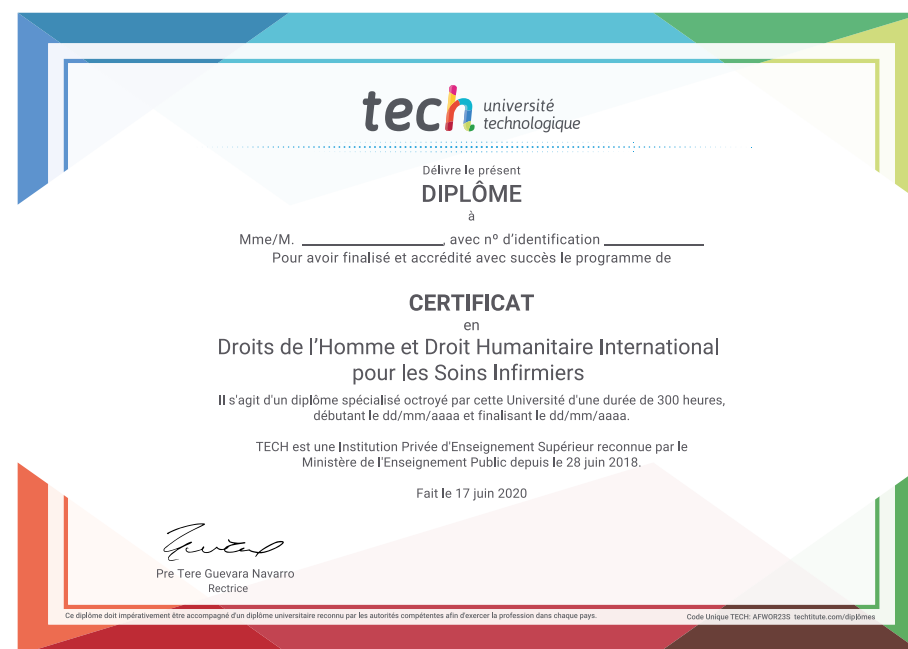 tech université
technologique
Délivre le présent
DIPLÔME
à
Mme/M. ____________________, avec nº d'identification ______________
Pour avoir finalisé et accrédité avec succès le programme de
CERTIFICAT
en
Droits de l'Homme et Droit Humanitaire International
pour les Soins Infirmiers
Il s'agit d'un diplôme spécialisé octroyé par cette Université d'une durée de 300 heures,
débutant le dd/mm/aaaa et finalisant le dd/mm/aaaa.
TECH est une Institution Privée d'Enseignement Supérieur reconnue par le
Ministère de l'Enseignement Public depuis le 28 juin 2018.
Fait le 17 juin 2020
Pre Tere Guevara Navarro
Rectrice
Ce diplôme doit impérativement être accompagné d'un diplôme universitaire reconnu par les autorités compétentes afin d'exercer la profession dans chaque pays.
Code Unique TECH: AFWOR23S techtitute.com/diplômes